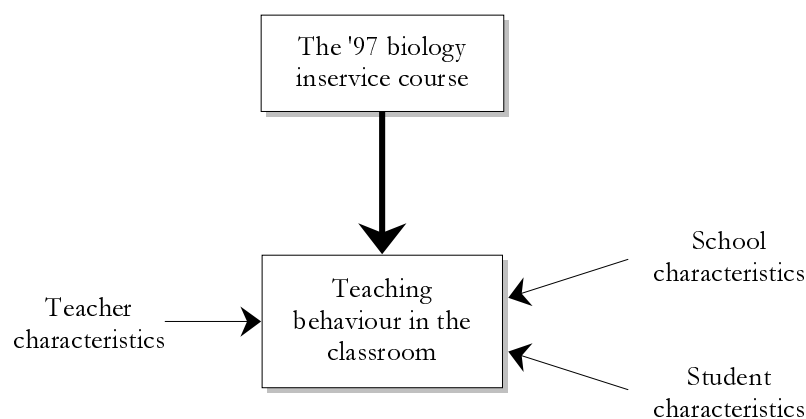 The '97 biology
inservice course
School
characteristics
Teaching
behaviour in the
classroom
Teacher
characteristics
Student
characteristics